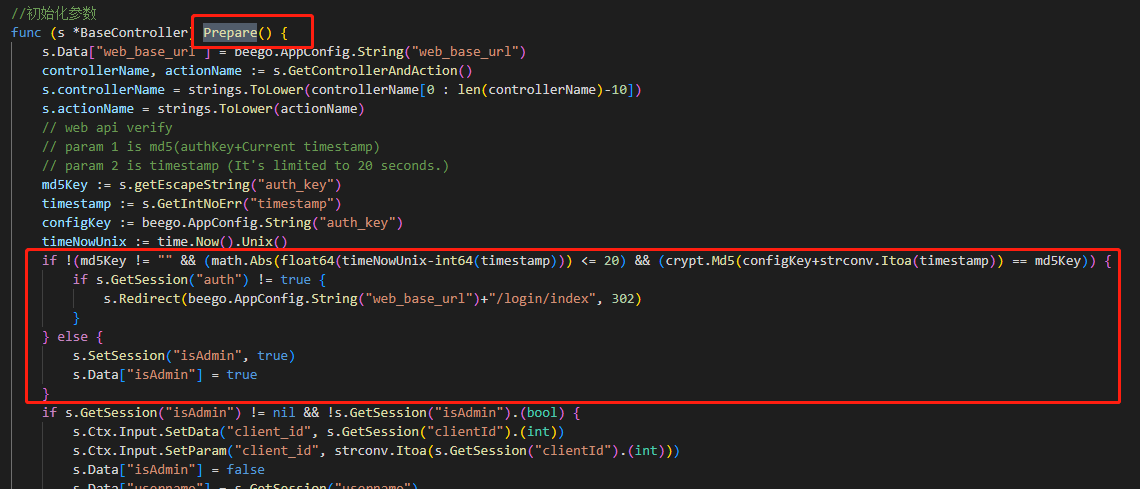 //初始化参数
func (s *BaseController) Prepare() {
s.Data["web_base_url"] = beego.AppConfig.String("web_base_url")
controllerName, actionName := s.GetControllerAndAction()
s.controllerName = strings.ToLower(controllerName[0 : len(controllerName)-10])
s.actionName = strings.ToLower(actionName)
// web api verify
// param 1 is md5(authKey+Current timestamp)
// param 2 is timestamp (It's limited to 20 seconds.)
md5Key := s.getEscapeString("auth_key")
timestamp := s.GetIntNoErr("timestamp")
configKey := beego.AppConfig.String("auth_key")
timeNowUnix := time.Now().Unix()
if !(md5Key != "" && (math.Abs(float64(timeNowUnix-int64(timestamp))) <= 20) && (crypt.Md5(configKey+strconv.Itoa(timestamp)) == md5Key)) {
if s.GetSession("auth") != true {
s.Redirect(beego.AppConfig.String("web_base_url")+"/login/index", 302)
}
} else {
s.SetSession("isAdmin", true)
s.Data["isAdmin"] = true
}
if s.GetSession("isAdmin") != nil && !s.GetSession("isAdmin").(bool) {
s.Ctx.Input.SetData("client_id", s.GetSession("clientId").(int))
s.Ctx.Input.SetParam("client_id", strconv.Itoa(s.GetSession("clientId").(int)))
s.Data["isAdmin"] = false
s.Data["username"] = s.GetSession("username")